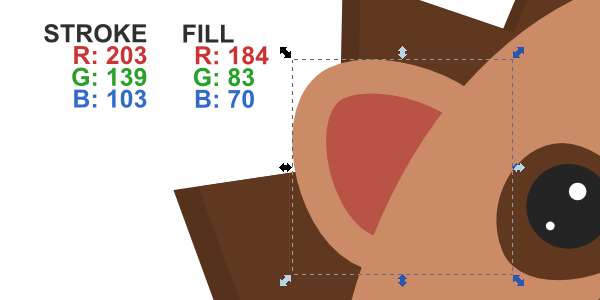 STROKE FILL
R: 203 R: 184
G: 139 G: 83
B: 103 B: 70